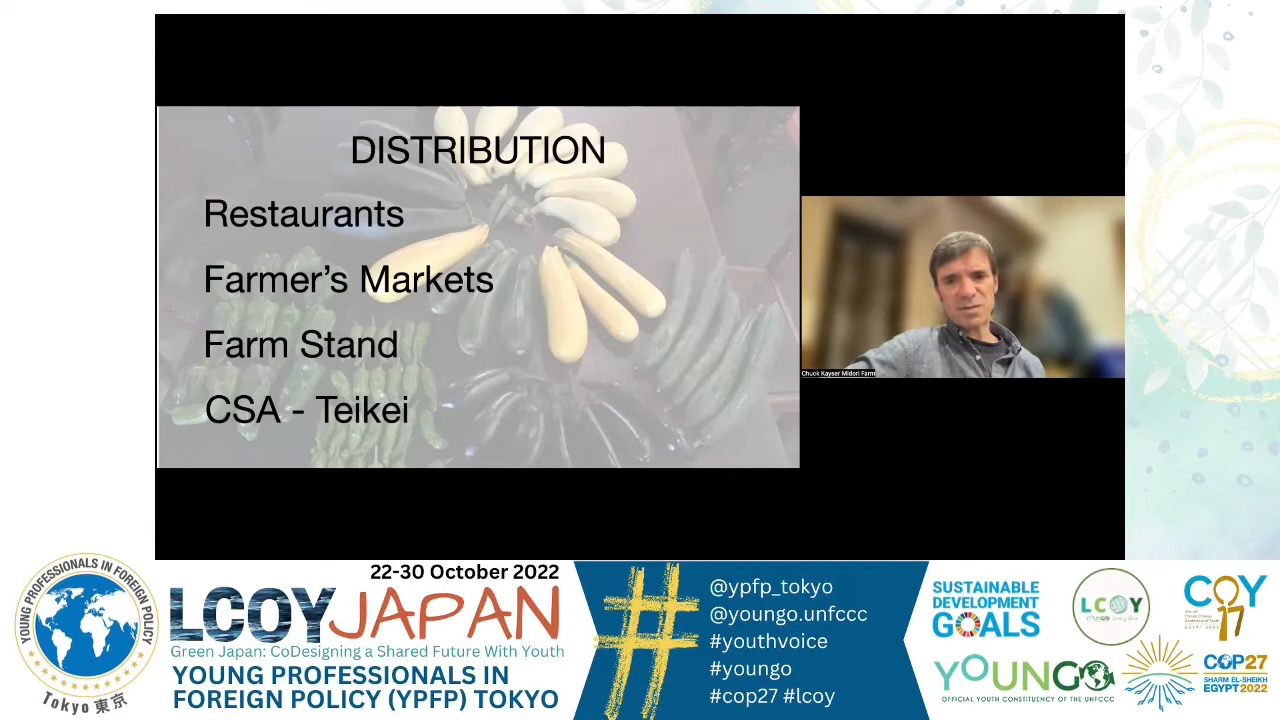 DISTRIBUTION
Restaurants
Farmer’s Markets
Farm Stand
CSA - Teikei
Chuck Kayser Midori Farm
YOUNG PROFESSIONALS IN FOREIGN POLICY
Tokyo 東京
22-30 October 2022
LCOY JAPAN
Green Japan: CoDesigning a Shared Future With Youth
YOUNG PROFESSIONALS IN
FOREIGN POLICY (YPFP) TOKYO
#
@ypfp_tokyo
@youngo.unfccc
#youthvoice
#youngo
#cop27 #lcoy
SUSTAINABLE
DEVELOPMENT
GOALS
LCOY
COY
17
YOUNGO
OFFICIAL YOUTH CONSTITUENCY OF THE UNFCCC
COP27
SHARM EL-SHEIKH
EGYPT2022